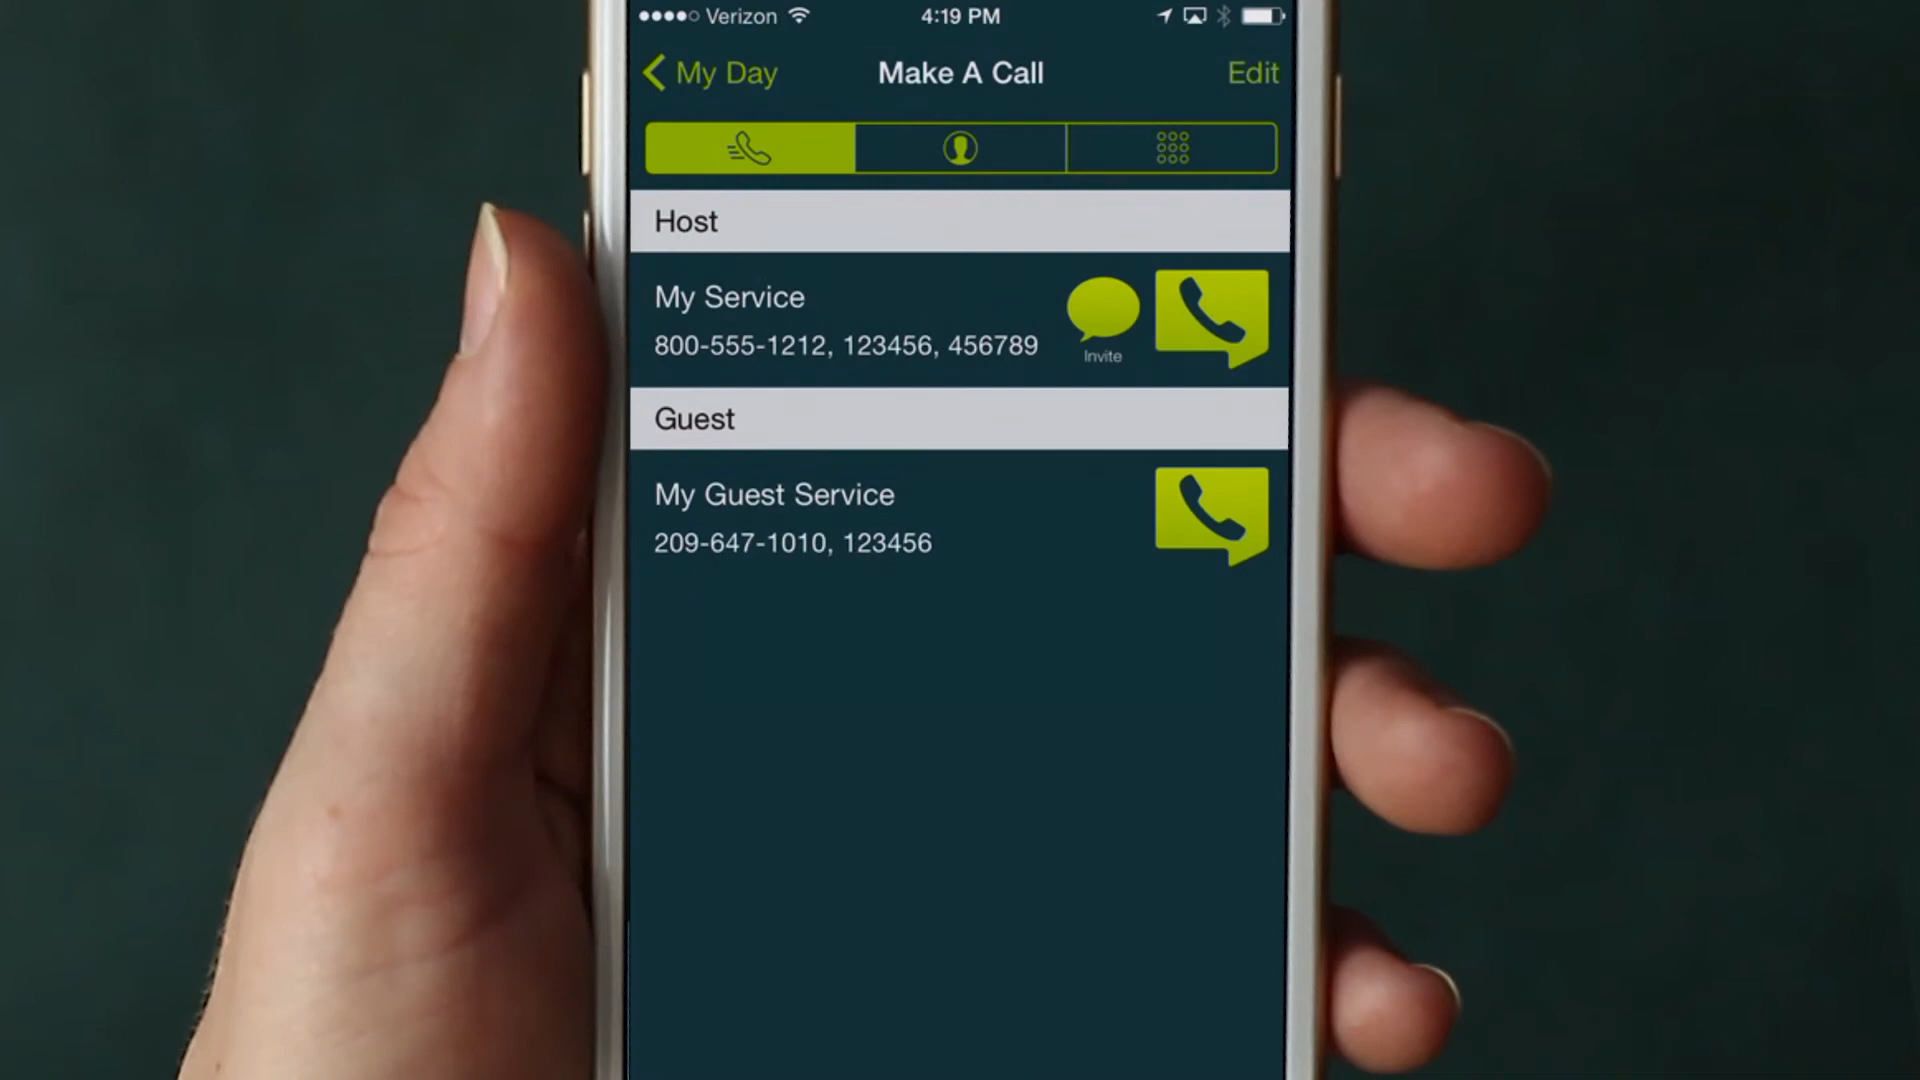 Verizon 4:19 PM
My Day Make A Call Edit
Host
My Service
800-555-1212, 123456, 456789
Invite
Guest
My Guest Service
209-647-1010, 123456